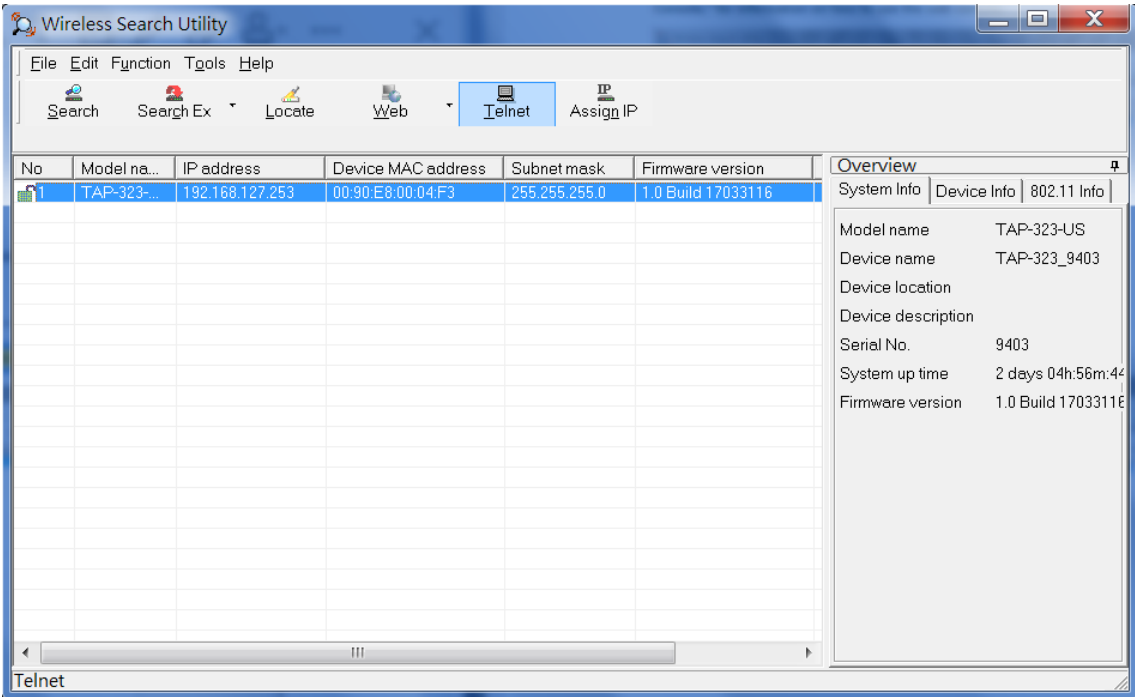 Wireless Search Utility
File Edit Function Tools Help
Search Search Ex Locate Web Telnet Assign IP
No Model na... IP address Device MAC address Subnet mask Firmware version
1 TAP-323-... 192.168.127.253 00:90:E8:00:04:F3 255.255.255.0 1.0 Build 17033116
Overview
System Info Device Info 802.11 Info
Model name TAP-323-US
Device name TAP-323_9403
Device location
Device description
Serial No. 9403
System up time 2 days 04h:56m:44
Firmware version 1.0 Build 17033116
Telnet